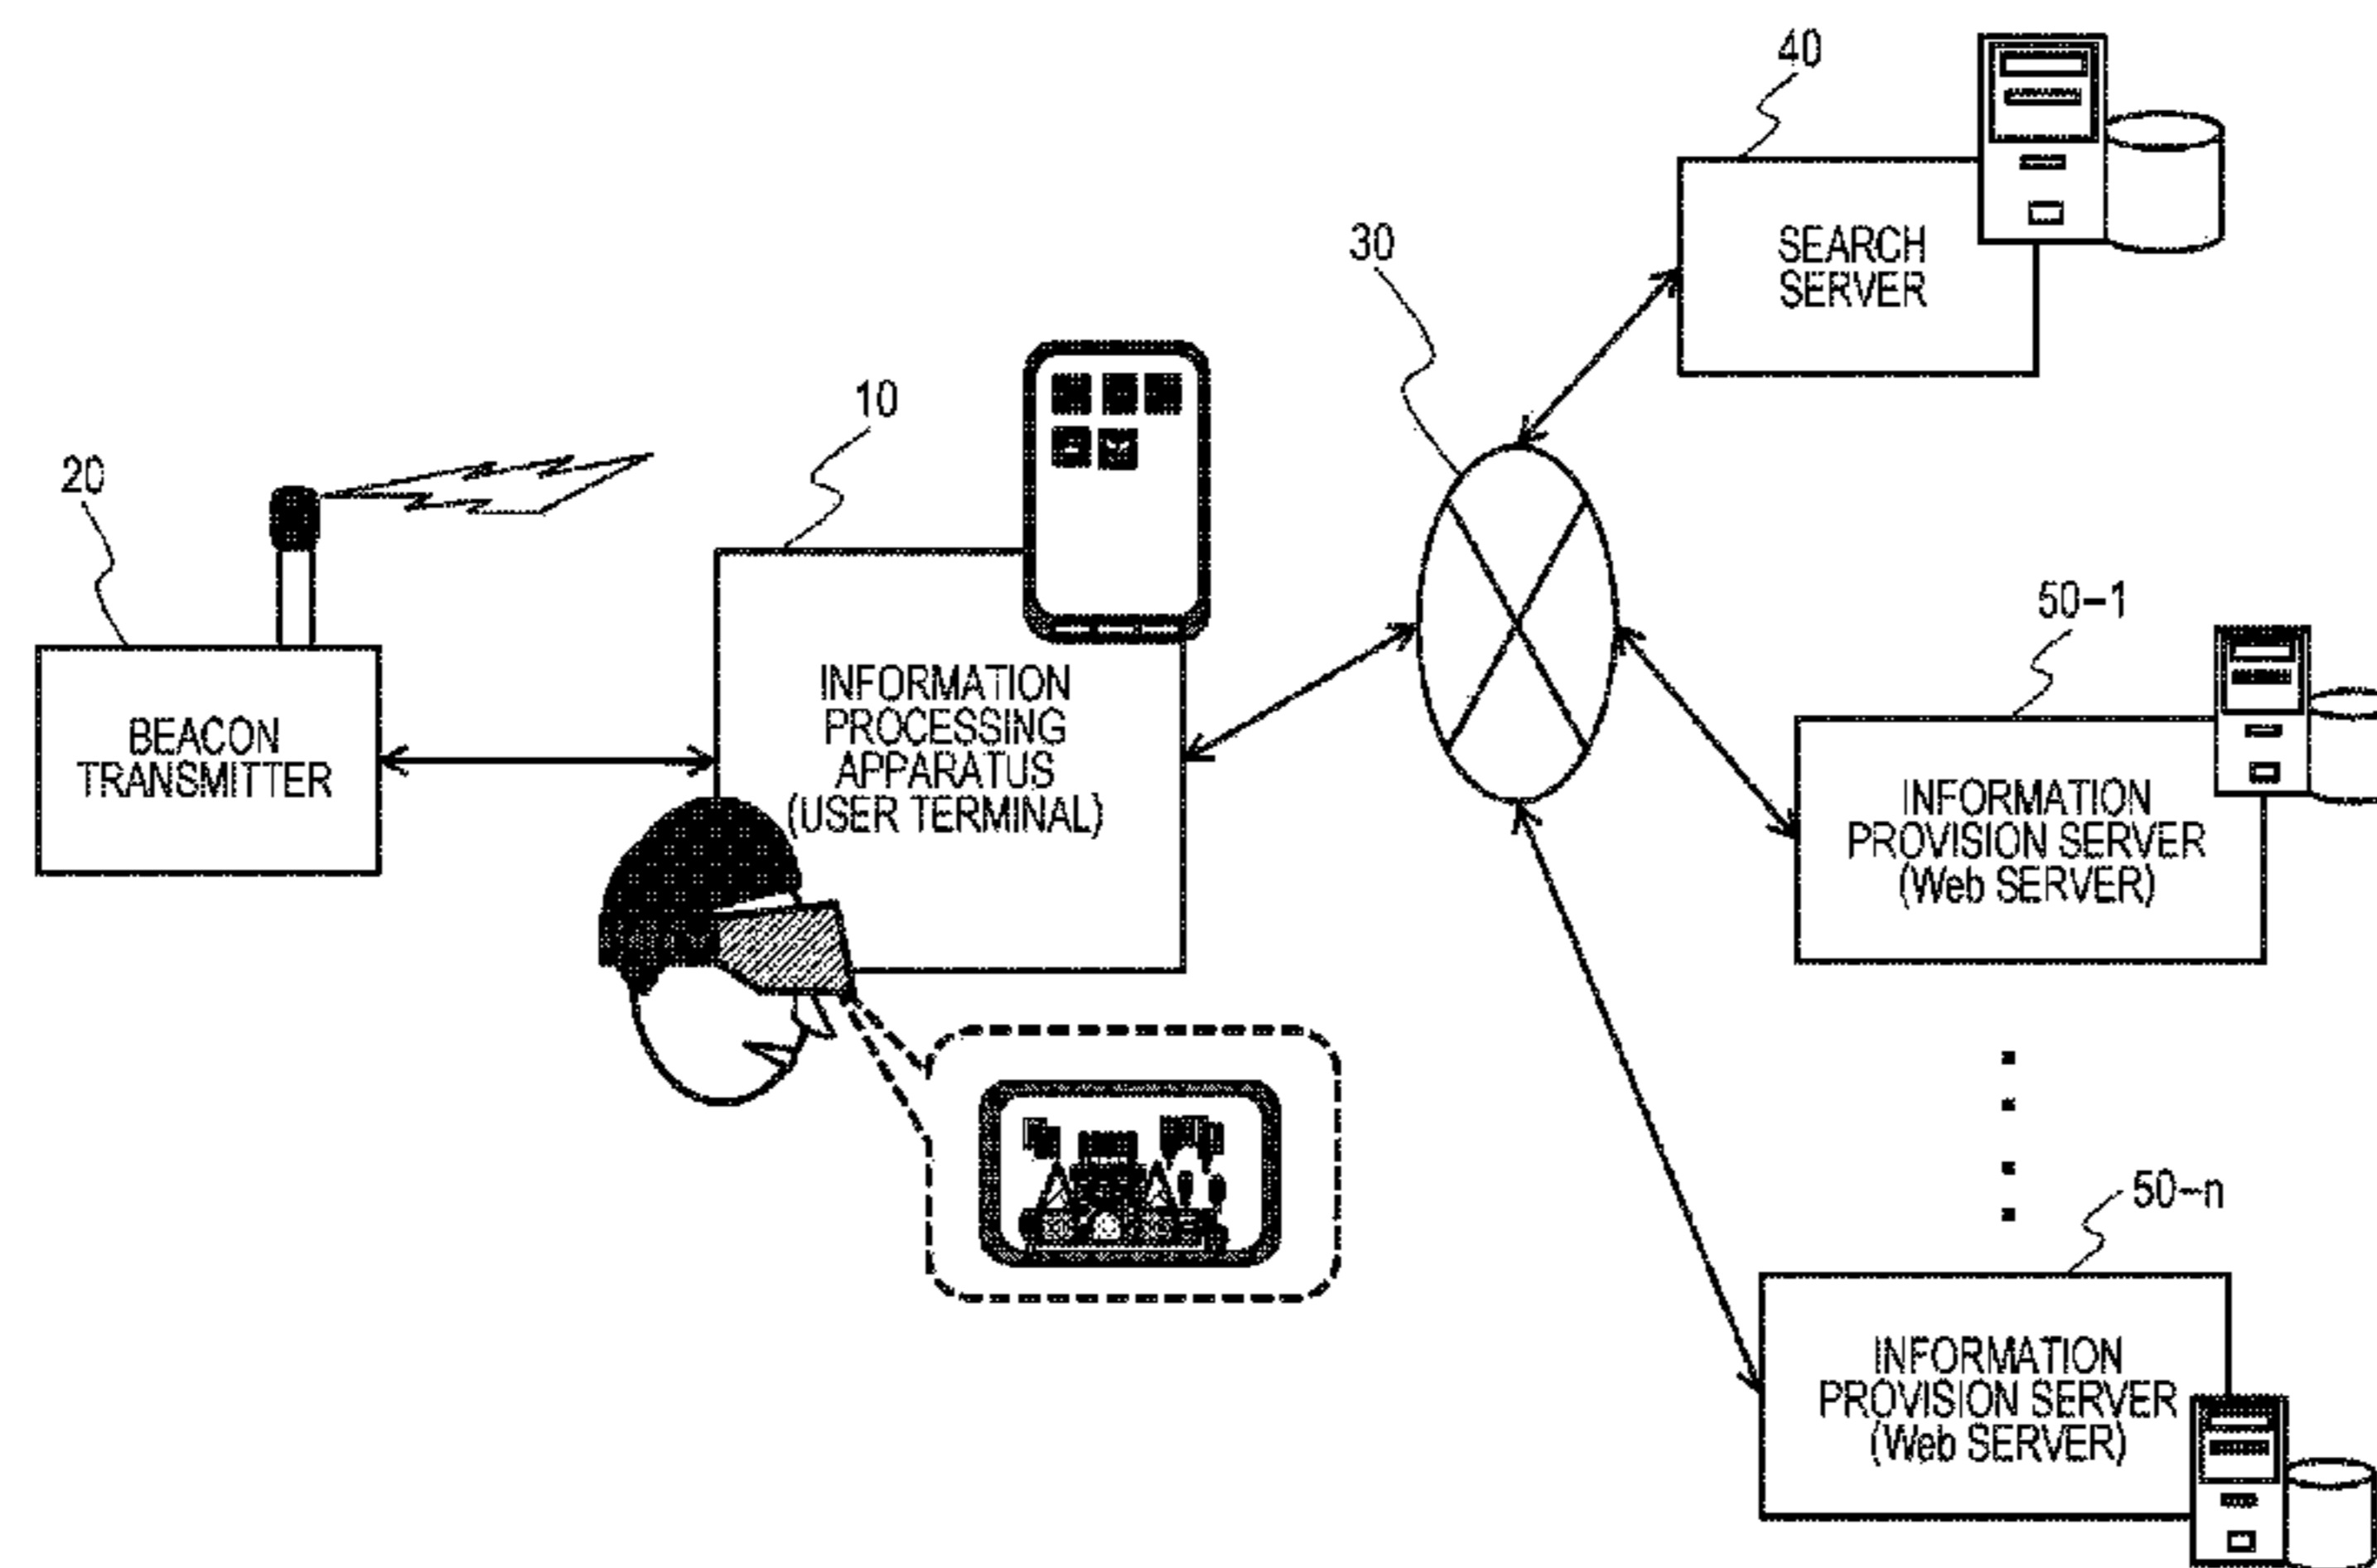 40
SEARCH
SERVER
30
10
20
INFORMATION
PROCESSING
APPARATUS
(USER TERMINAL)
BEACON
TRANSMITTER
50-1
INFORMATION
PROVISION SERVER
(Web SERVER)
50-n
INFORMATION
PROVISION SERVER
(Web SERVER)